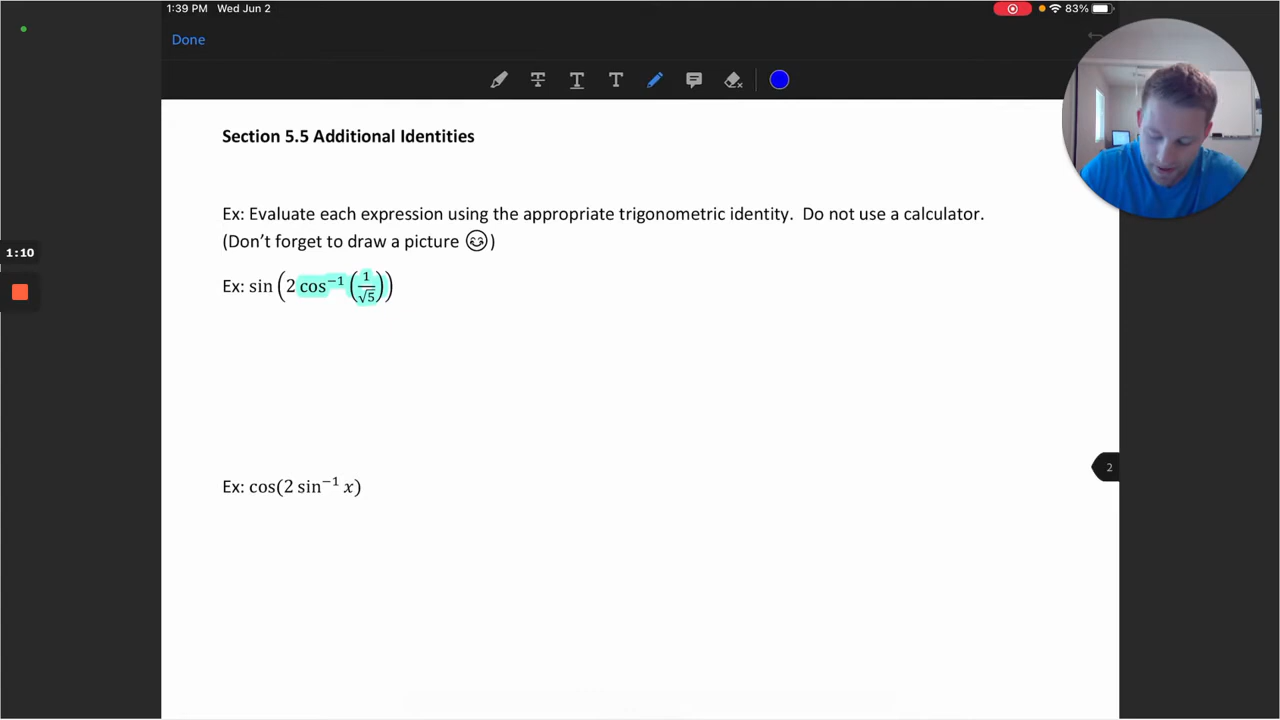 1:39 PM Wed Jun 2
83%
Done
Section 5.5 Additional Identities
Ex: Evaluate each expression using the appropriate trigonometric identity. Do not use a calculator.
(Don't forget to draw a picture 😊)
1:10
Ex: sin (2 cos⁻¹ (1/√5))
2
Ex: cos(2 sin⁻¹ x)